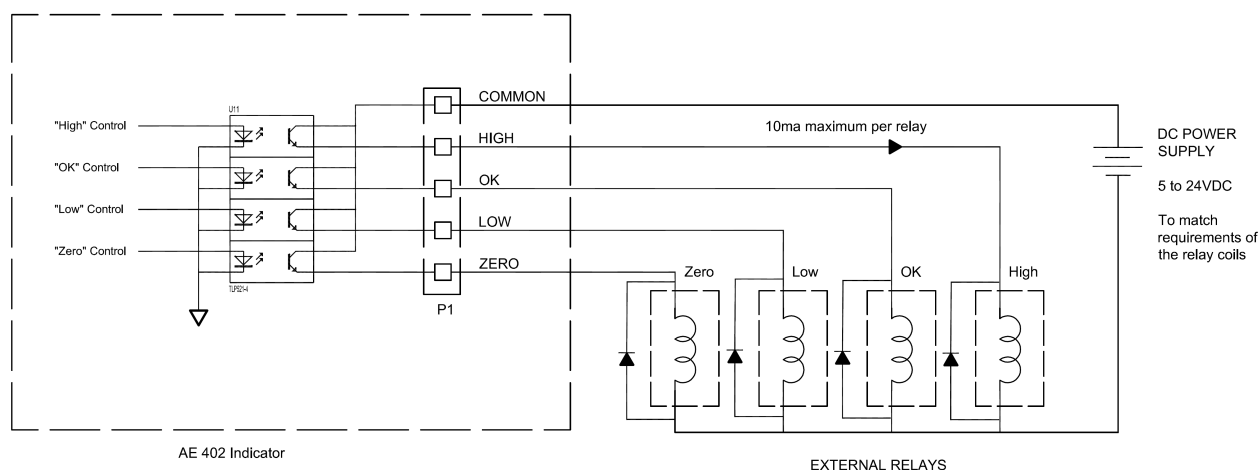 U11
"High" Control
"OK" Control
"Low" Control
"Zero" Control
TLP521-4
COMMON
HIGH
OK
LOW
ZERO
P1
10ma maximum per relay
DC POWER
SUPPLY
5 to 24VDC
To match
requirements of
the relay coils
Zero
Low
OK
High
AE 402 Indicator
EXTERNAL RELAYS